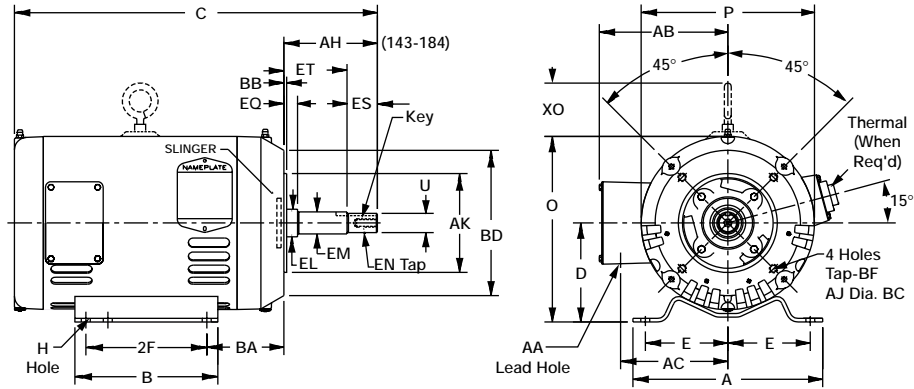 C
P
AH
(143-184)
AB
ET
45°
45°
BB
XO
EQ
ES
Key
Thermal
(When
Req'd)
SLINGER
NAMEPLATE
U
15°
O
AK
BD
D
EM
EL
EN Tap
4 Holes
Tap-BF
AJ Dia. BC
H
Hole
2F
BA
B
AA
Lead Hole
E
E
AC
A